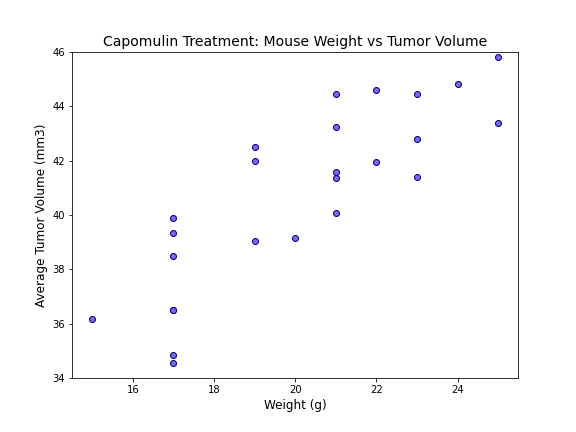 Capomulin Treatment: Mouse Weight vs Tumor Volume
46
44
42
40
38
36
34
Average Tumor Volume (mm3)
16 18 20 22 24
Weight (g)